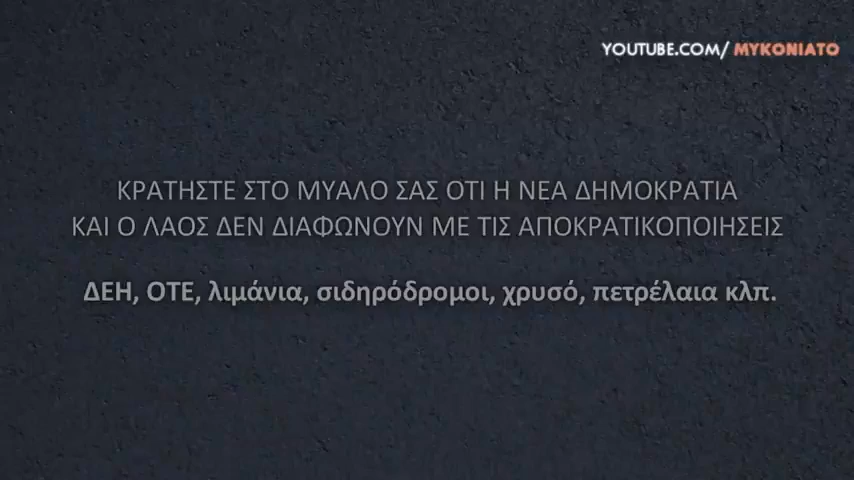 YOUTUBE.COM/ MYKONIATO
ΚΡΑΤΗΣΤΕ ΣΤΟ ΜΥΑΛΟ ΣΑΣ ΟΤΙ Η ΝΕΑ ΔΗΜΟΚΡΑΤΙΑ
ΚΑΙ Ο ΛΑΟΣ ΔΕΝ ΔΙΑΦΩΝΟΥΝ ΜΕ ΤΙΣ ΑΠΟΚΡΑΤΙΚΟΠΟΙΗΣΕΙΣ
ΔΕΗ, ΟΤΕ, λιμάνια, σιδηρόδρομοι, χρυσό, πετρέλαια κλπ.